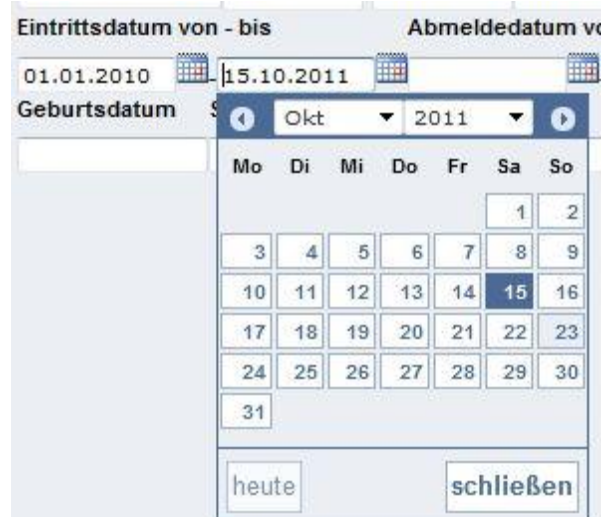 Eintrittsdatum von - bis Abmeldedatum
01.01.2010 - 15.10.2011
Geburtsdatum
Okt 2011
Mo Di Mi Do Fr Sa So
1 2
3 4 5 6 7 8 9
10 11 12 13 14 15 16
17 18 19 20 21 22 23
24 25 26 27 28 29 30
31
heute schließen